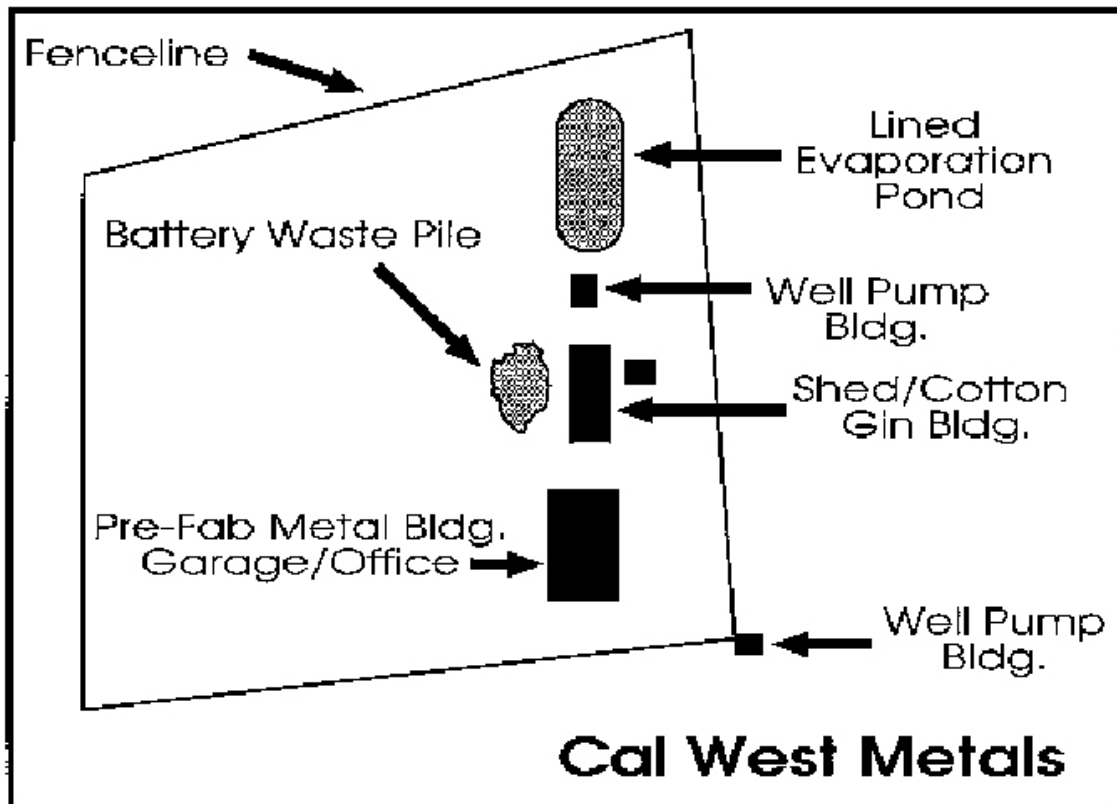 Fenceline
Lined
Evaporation
Pond
Battery Waste Pile
Well Pump
Bldg.
Shed/Cotton
Gin Bldg.
Pre-Fab Metal Bldg.
Garage/Office
Well Pump
Bldg.
Cal West Metals